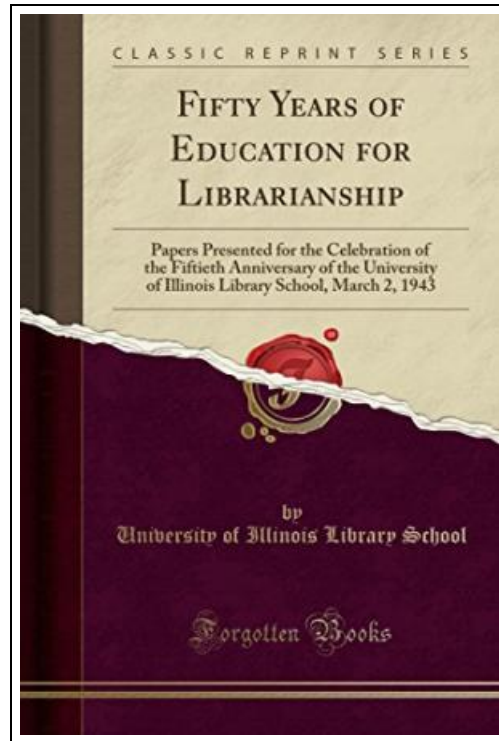 CLASSIC REPRINT SERIES
FIFTY YEARS OF
EDUCATION FOR
LIBRARIANSHIP
Papers Presented for the Celebration of
the Fiftieth Anniversary of the University
of Illinois Library School, March 2, 1943
by
University of Illinois Library School
Forgotten Books